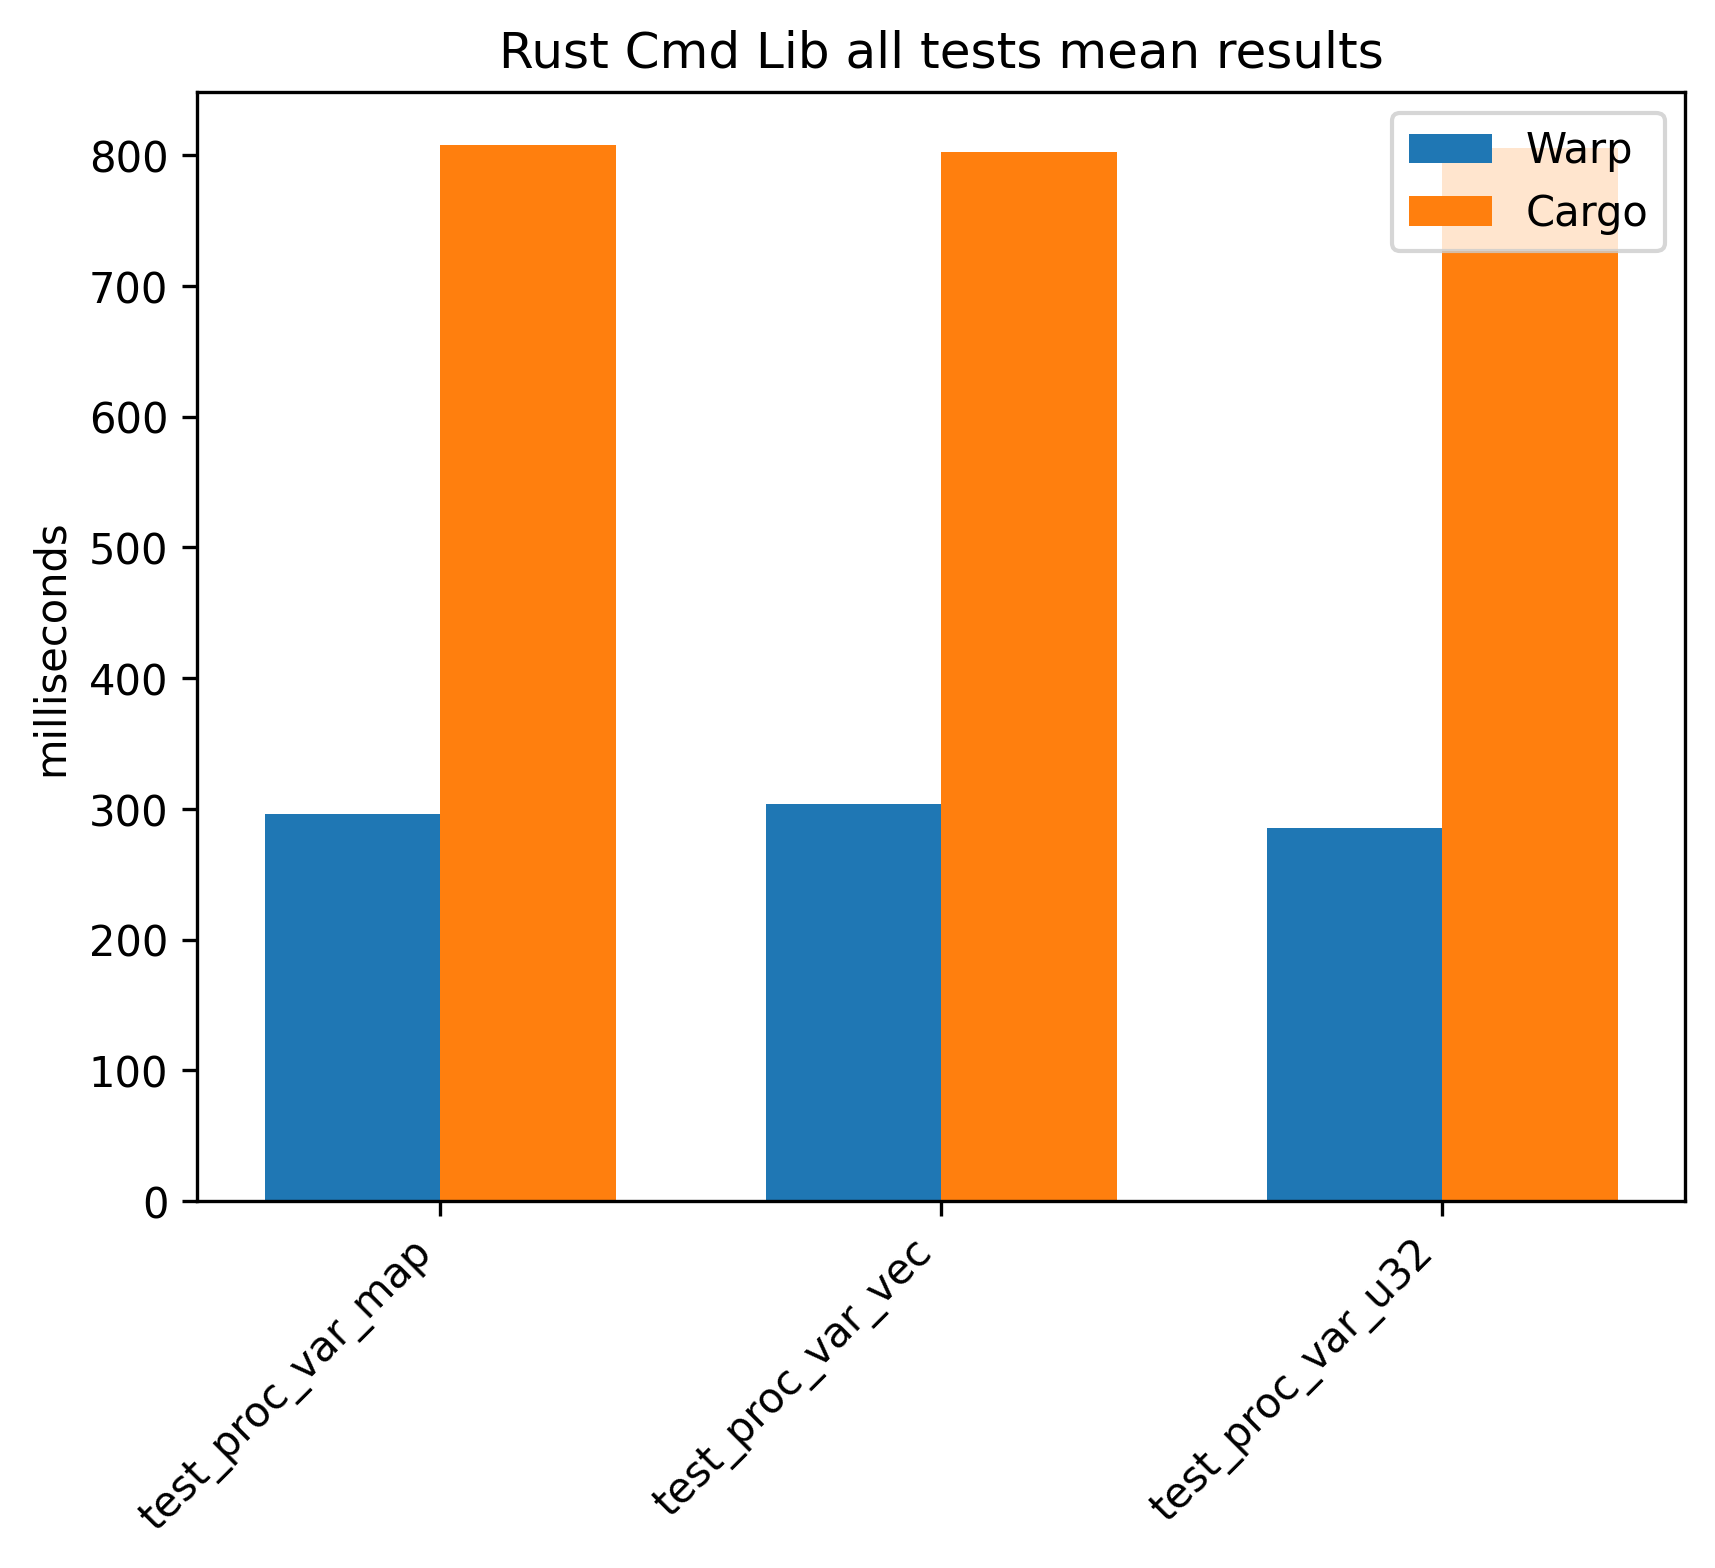 Rust Cmd Lib all tests mean results
Warp
Cargo
800
700
600
500
400
300
200
100
0
milliseconds
test_proc_var_map
test_proc_var_vec
test_proc_var_u32